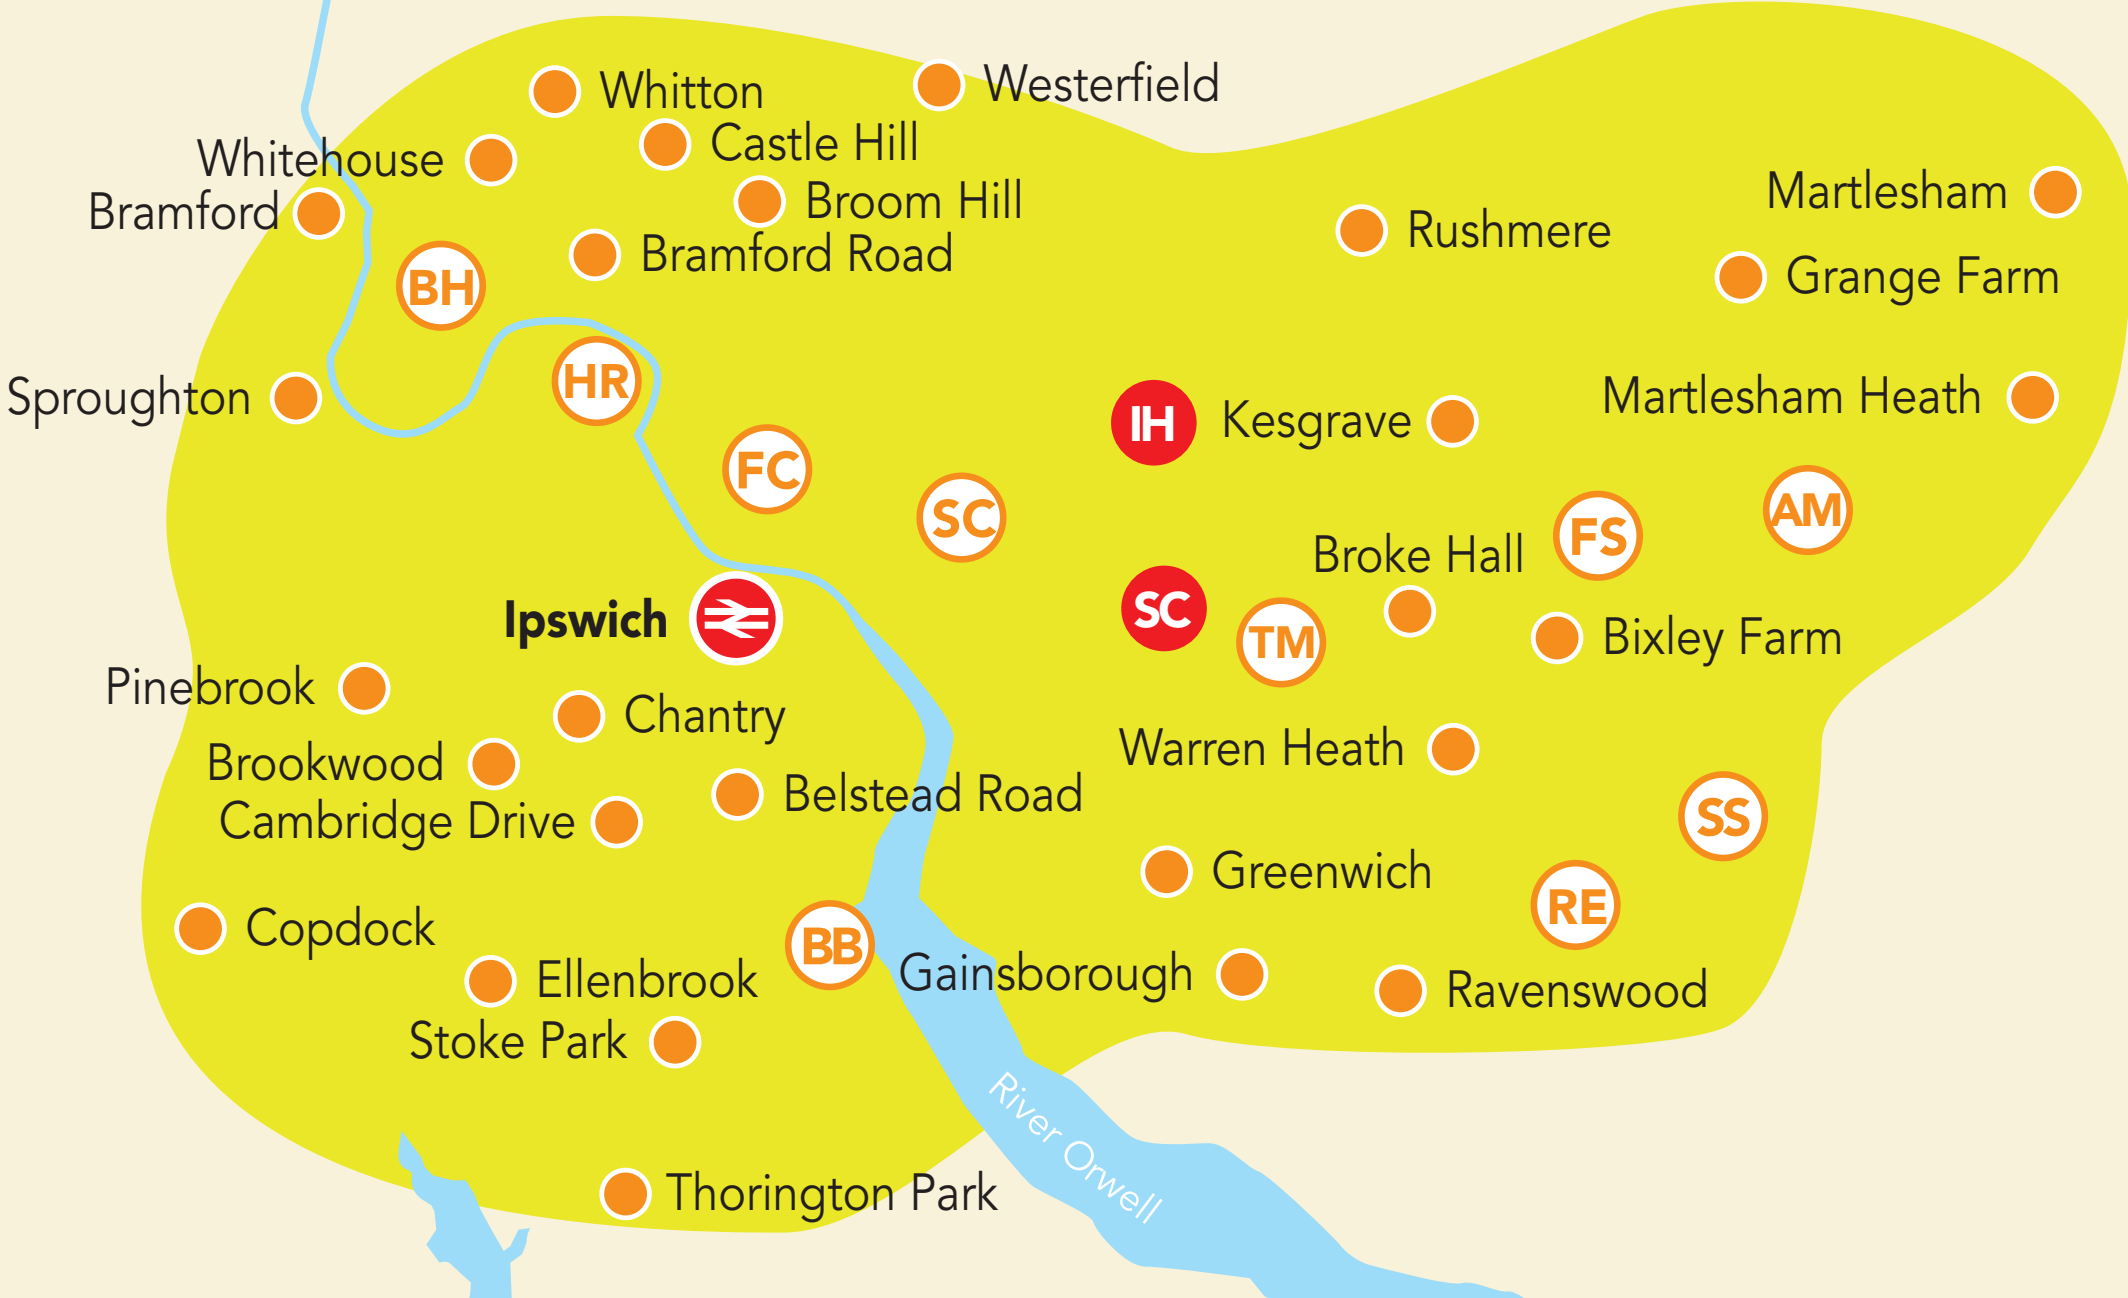 Whitton
Westerfield
Castle Hill
Whitehouse
Broom Hill
Martlesham
Bramford
Rushmere
Bramford Road
Grange Farm
BH
HR
Sproughton
Martlesham Heath
IH
Kesgrave
FC
SC
AM
FS
Broke Hall
SC
Ipswich
TM
Bixley Farm
Pinebrook
Chantry
Warren Heath
Brookwood
Belstead Road
SS
Cambridge Drive
Greenwich
RE
Copdock
BB
Gainsborough
Ellenbrook
Ravenswood
Stoke Park
River Orwell
Thorington Park